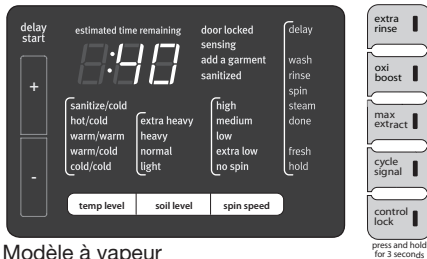 delay
start
+
-
estimated time remaining
:40
door locked
sensing
add a garment
sanitized
delay
wash
rinse
spin
steam
done
fresh
hold
sanitize/cold
hot/cold
warm/warm
warm/cold
cold/cold
extra heavy
heavy
normal
light
high
medium
low
extra low
no spin
temp level
soil level
spin speed
extra
rinse
oxi
boost
max
extract
cycle
signal
control
lock
press and hold
for 3 seconds
Modèle à vapeur